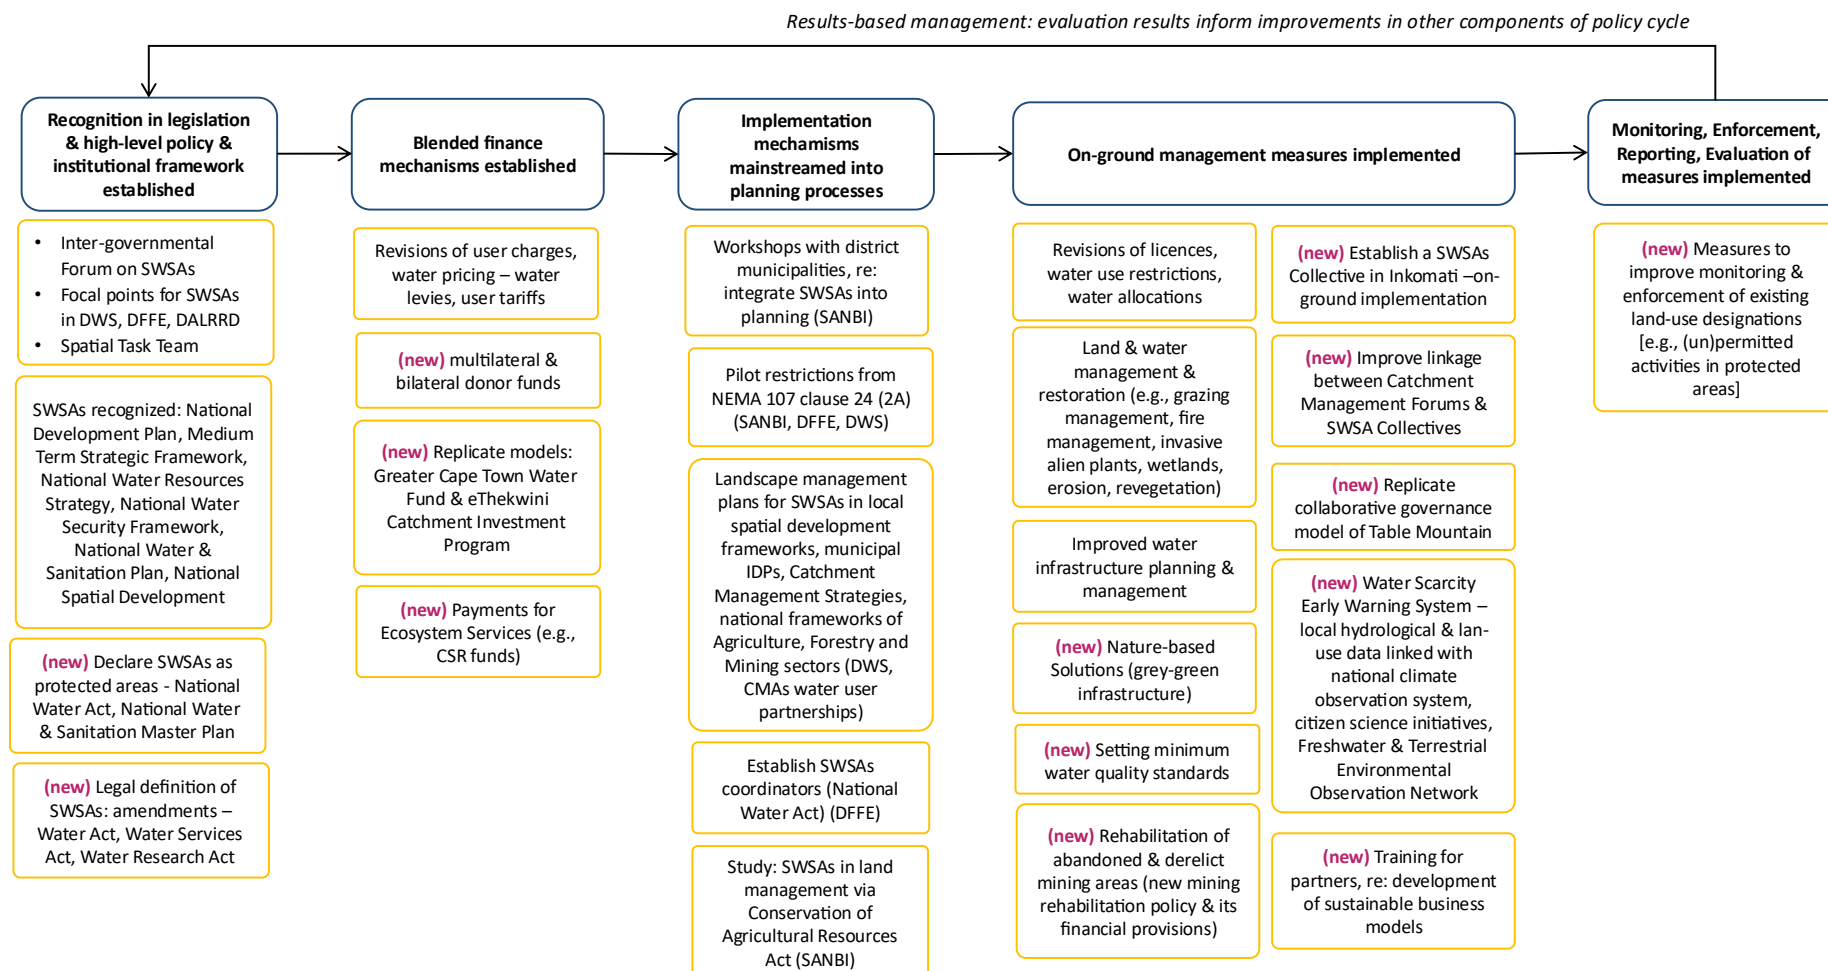 Results-based management: evaluation results inform improvements in other components of policy cycle
Recognition in legislation
& high-level policy &
institutional framework
established
Blended finance
mechanisms established
Implementation
mechamisms
mainstreamed into
planning processes
On-ground management measures implemented
Monitoring, Enforcement,
Reporting, Evaluation of
measures implemented
• Inter-governmental
Forum on SWSAs
• Focal points for SWSAs
in DWS, DFFE, DALRRD
• Spatial Task Team
SWSAs recognized: National
Development Plan, Medium
Term Strategic Framework,
National Water Resources
Strategy, National Water
Security Framework,
National Water &
Sanitation Plan, National
Spatial Development
(new) Declare SWSAs as
protected areas - National
Water Act, National Water
& Sanitation Master Plan
(new) Legal definition of
SWSAs: amendments –
Water Act, Water Services
Act, Water Research Act
Revisions of user charges,
water pricing – water
levies, user tariffs
(new) multilateral &
bilateral donor funds
(new) Replicate models:
Greater Cape Town Water
Fund & eThekwini
Catchment Investment
Program
(new) Payments for
Ecosystem Services (e.g.,
CSR funds)
Workshops with district
municipalities, re:
integrate SWSAs into
planning (SANBI)
Pilot restrictions from
NEMA 107 clause 24 (2A)
(SANBI, DFFE, DWS)
Landscape management
plans for SWSAs in local
spatial development
frameworks, municipal
IDPs, Catchment
Management Strategies,
national frameworks of
Agriculture, Forestry and
Mining sectors (DWS,
CMAs water user
partnerships)
Establish SWSAs
coordinators (National
Water Act) (DFFE)
Study: SWSAs in land
management via
Conservation of
Agricultural Resources
Act (SANBI)
Revisions of licences,
water use restrictions,
water allocations
Land & water
management &
restoration (e.g., grazing
management, fire
management, invasive
alien plants, wetlands,
erosion, revegetation)
Improved water
infrastructure planning &
management
(new) Nature-based
Solutions (grey-green
infrastructure)
(new) Setting minimum
water quality standards
(new) Rehabilitation of
abandoned & derelict
mining areas (new mining
rehabilitation policy & its
financial provisions)
(new) Establish a SWSAs
Collective in Inkomati –on-
ground implementation
(new) Improve linkage
between Catchment
Management Forums &
SWSA Collectives
(new) Replicate
collaborative governance
model of Table Mountain
(new) Water Scarcity
Early Warning System –
local hydrological & lan-
use data linked with
national climate
observation system,
citizen science initiatives,
Freshwater & Terrestrial
Environmental
Observation Network
(new) Training for
partners, re: development
of sustainable business
models
(new) Measures to
improve monitoring &
enforcement of existing
land-use designations
[e.g., (un)permitted
activities in protected
areas]